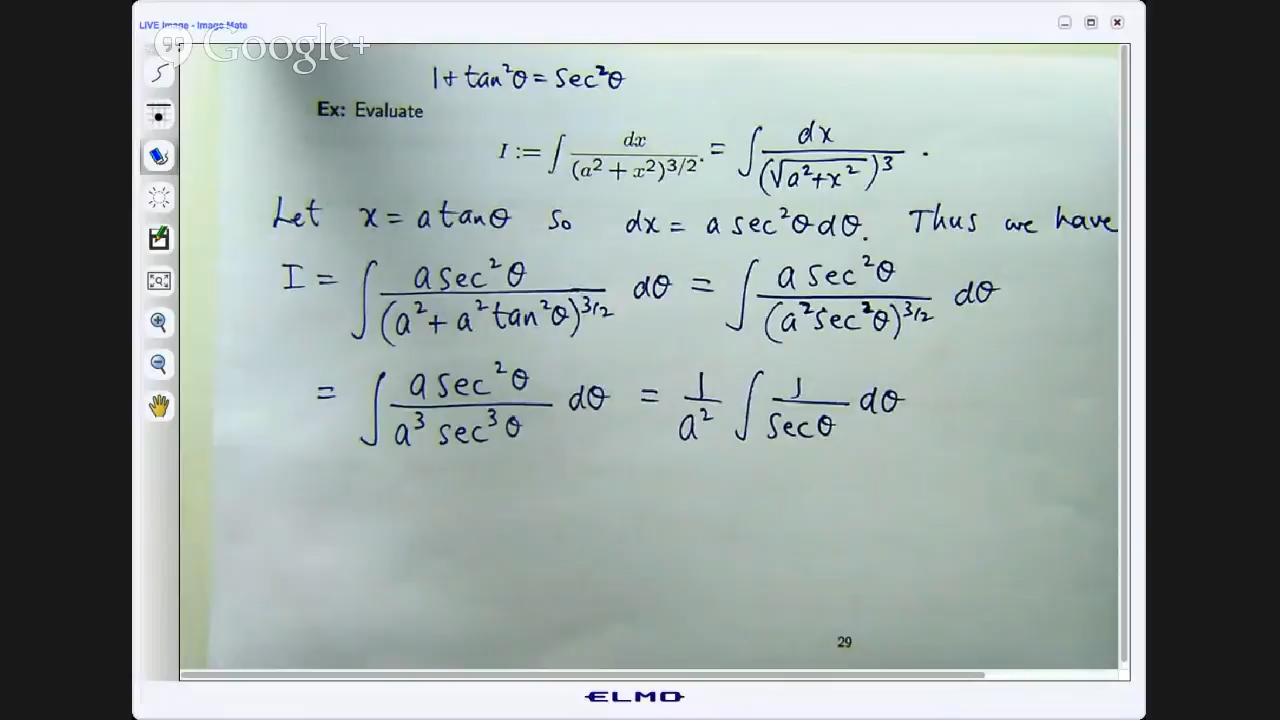 LIVE Image - Image Mate
Google+
1+ tan²θ = sec²θ
Ex: Evaluate
I := ∫ dx/(a² + x²)^{3/2}. = ∫ dx/(√(a²+x²))³ .
Let x = a tanθ so dx = a sec²θ dθ. Thus we have
I = ∫ a sec²θ/(a² + a² tan²θ)^{3/2} dθ = ∫ a sec²θ/(a² sec²θ)^{3/2} dθ
= ∫ a sec²θ/(a³ sec³θ) dθ = 1/a² ∫ 1/secθ dθ
29
ELMO